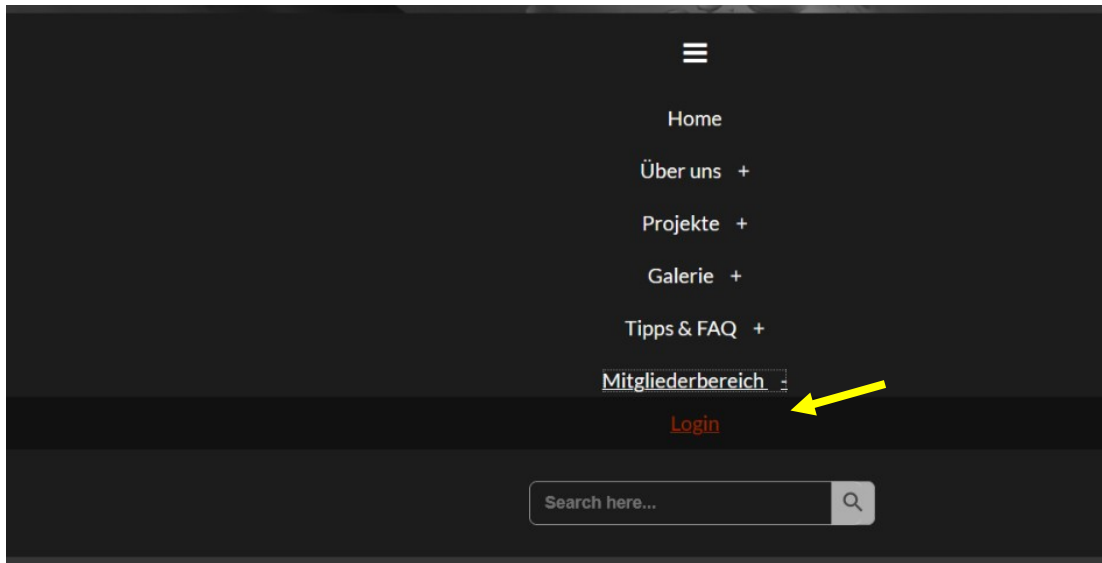 Home
Über uns +
Projekte +
Galerie +
Tipps & FAQ +
Mitgliederbereich -
Login
Search here...